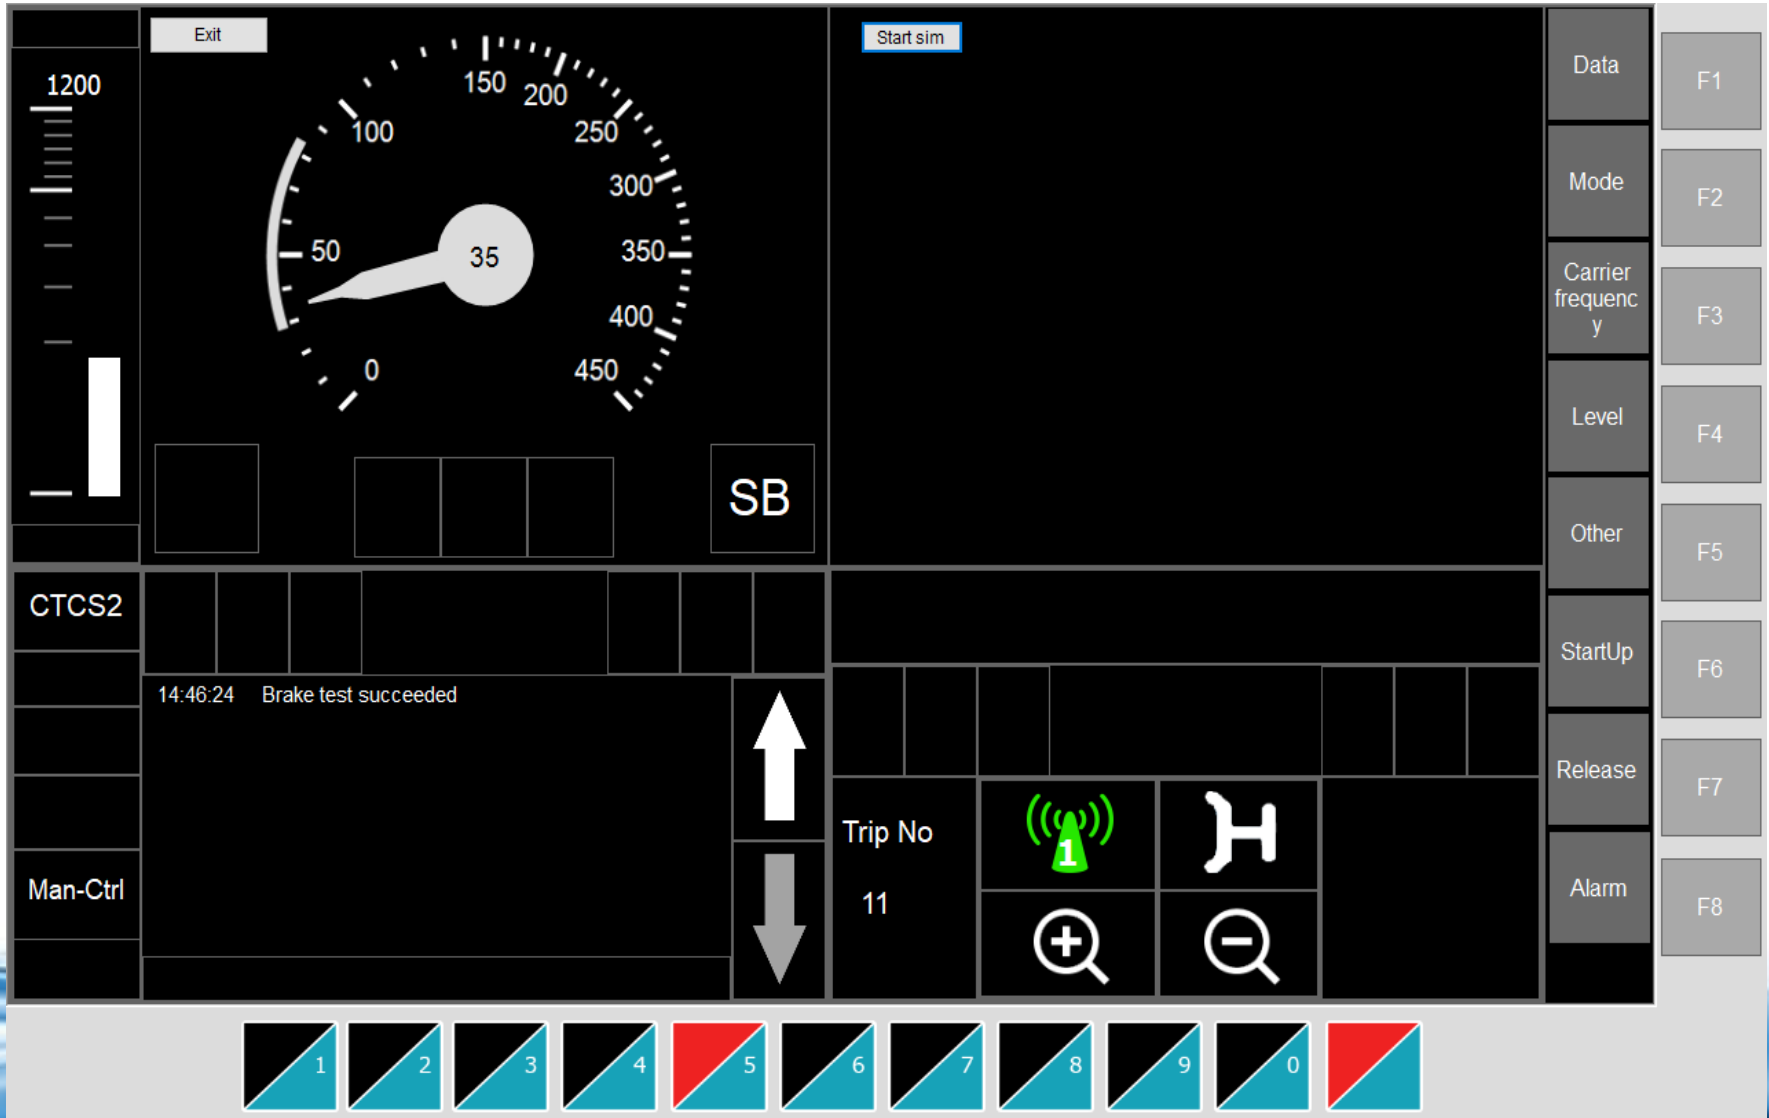 Exit
Start sim
1200
0
50
100
150
200
250
300
350
400
450
35
SB
Data
Mode
Carrier
frequenc
y
Level
Other
StartUp
Release
Alarm
F1
F2
F3
F4
F5
F6
F7
F8
CTCS2
Man-Ctrl
14:46:24 Brake test succeeded
Trip No
11
1
1
2
3
4
5
6
7
8
9
0